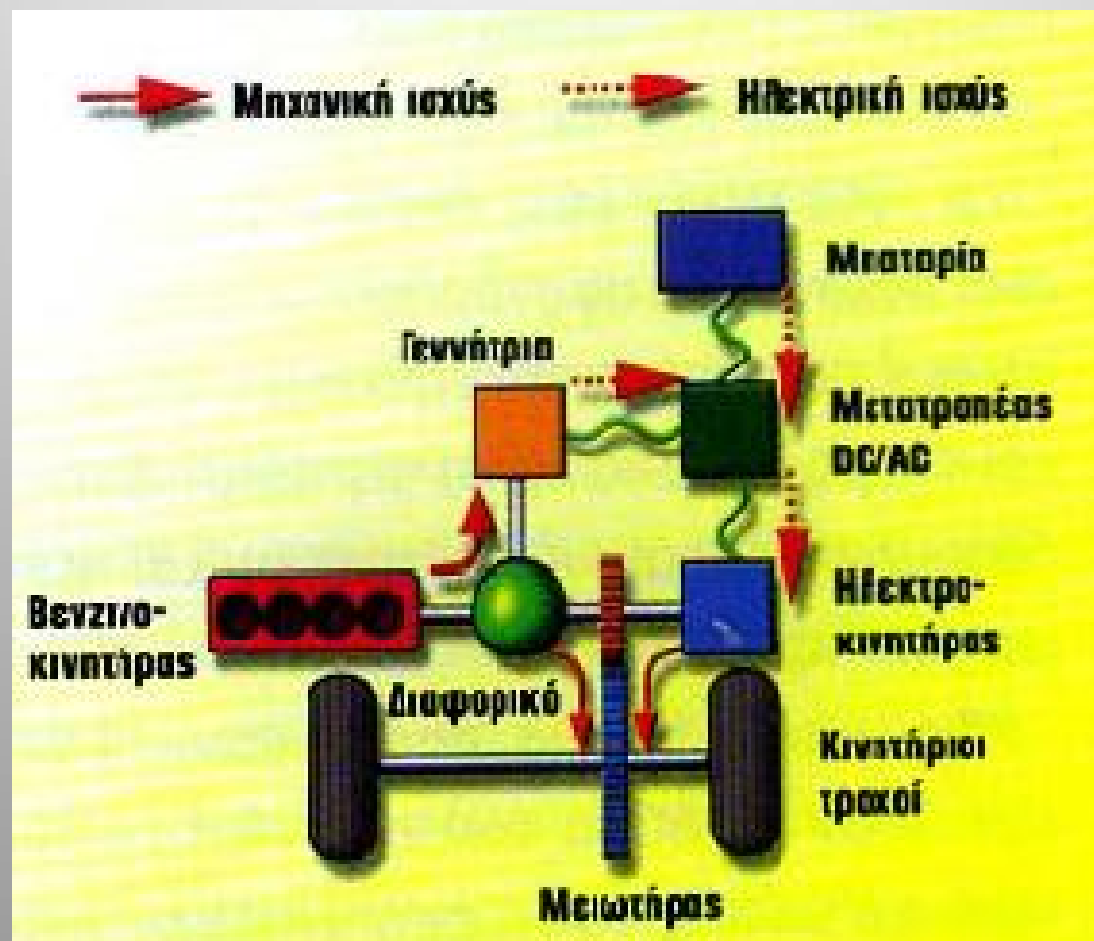 Μηχανική ισχύς
Ηλεκτρική ισχύς
Μπαταρία
Γεννήτρια
Μετατροπέας
DC/AC
Βενζινο-
κινητήρας
Ηλεκτρο-
κινητήρας
Διαφορικό
Κινητήριοι
τροχοί
Μειωτήρας